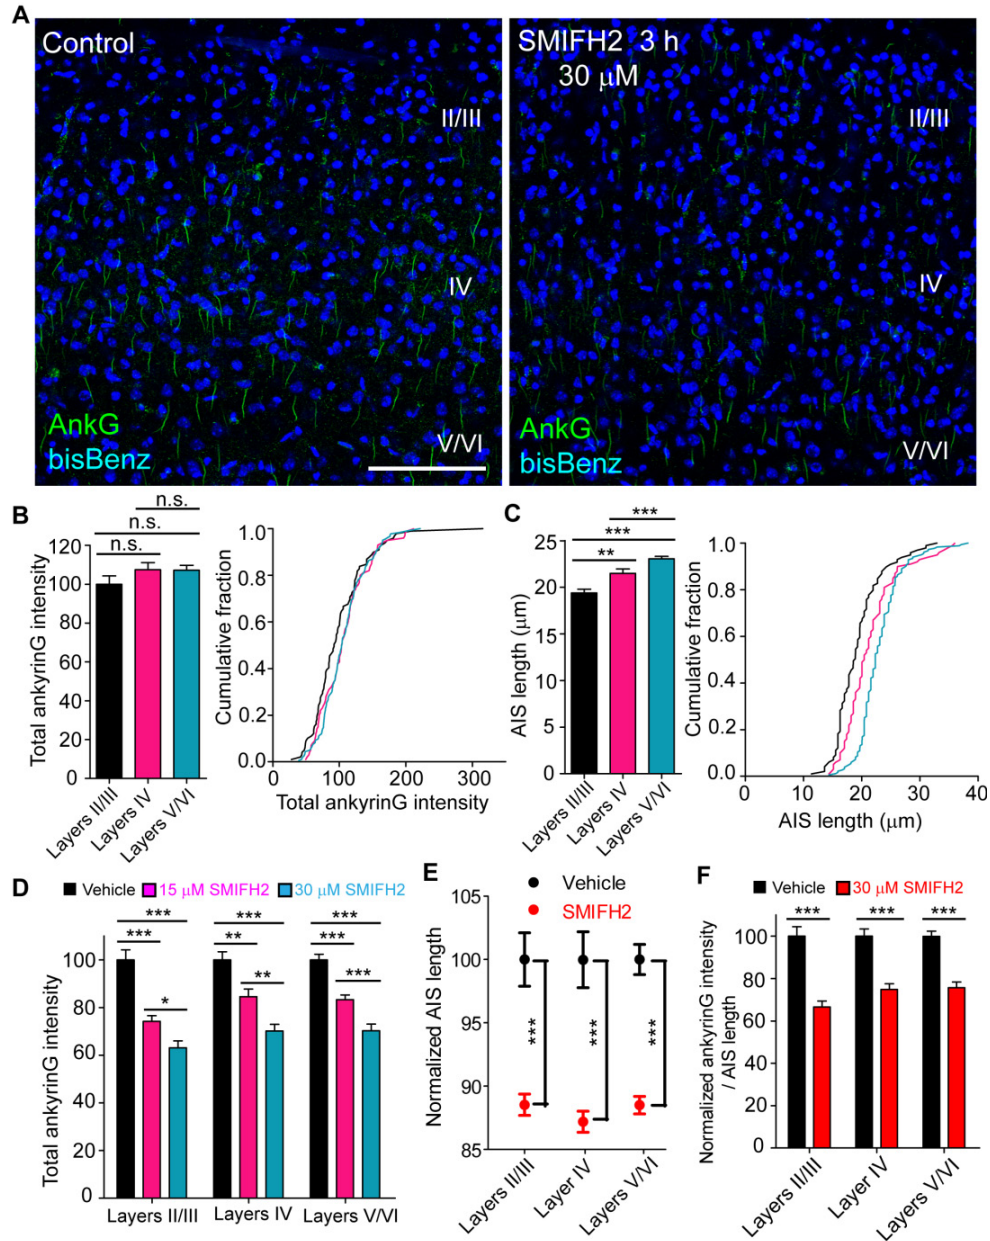 A
Control
II/III
IV
V/VI
AnkG
bisBenz
SMIFH2 3 h
30 μM
II/III
IV
V/VI
AnkG
bisBenz
B
n.s.
n.s.
n.s.
Total ankyrinG intensity
120
100
80
60
40
20
0
Layers II/III
Layers IV
Layers V/VI
Cumulative fraction
1.0
0.8
0.6
0.4
0.2
0.0
0
100
200
300
Total ankyrinG intensity
C
***
***
**
AIS length (μm)
25
20
15
10
5
0
Layers II/III
Layers IV
Layers V/VI
Cumulative fraction
1.0
0.8
0.6
0.4
0.2
0.0
0
10
20
30
40
AIS length (μm)
D
Vehicle 15 μM SMIFH2 30 μM SMIFH2
*** *** ***
*** ** ***
* ** ***
Total ankyrinG intensity
100
80
60
40
20
0
Layers II/III Layers IV Layers V/VI
E
Vehicle
SMIFH2
Normalized AIS length
105
100
95
90
85
*** *** ***
Layers II/III
Layer IV
Layers V/VI
F
Vehicle 30 μM SMIFH2
*** *** ***
Normalized ankyrinG intensity
/ AIS length
100
80
60
40
20
0
Layers II/III
Layer IV
Layers V/VI